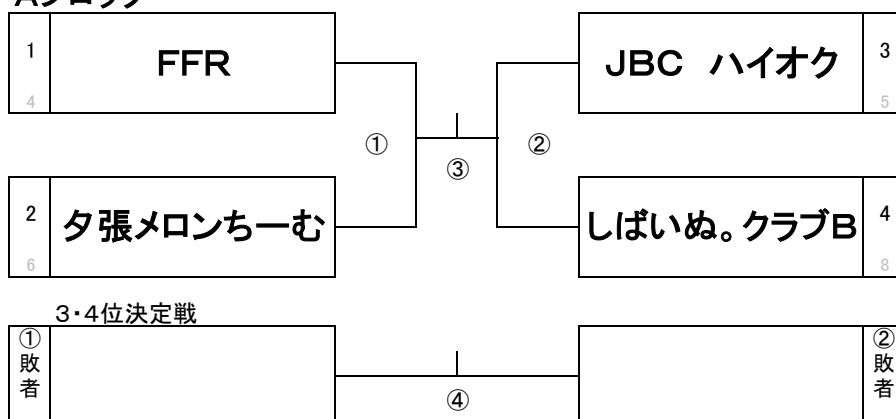 Aブロック
1 FFR
4
JBC ハイオク 3
5
① ③ ②
2 夕張メロンちーむ
6
しばいぬ。クラブB 4
8
3・4位決定戦
①敗者
④
②敗者